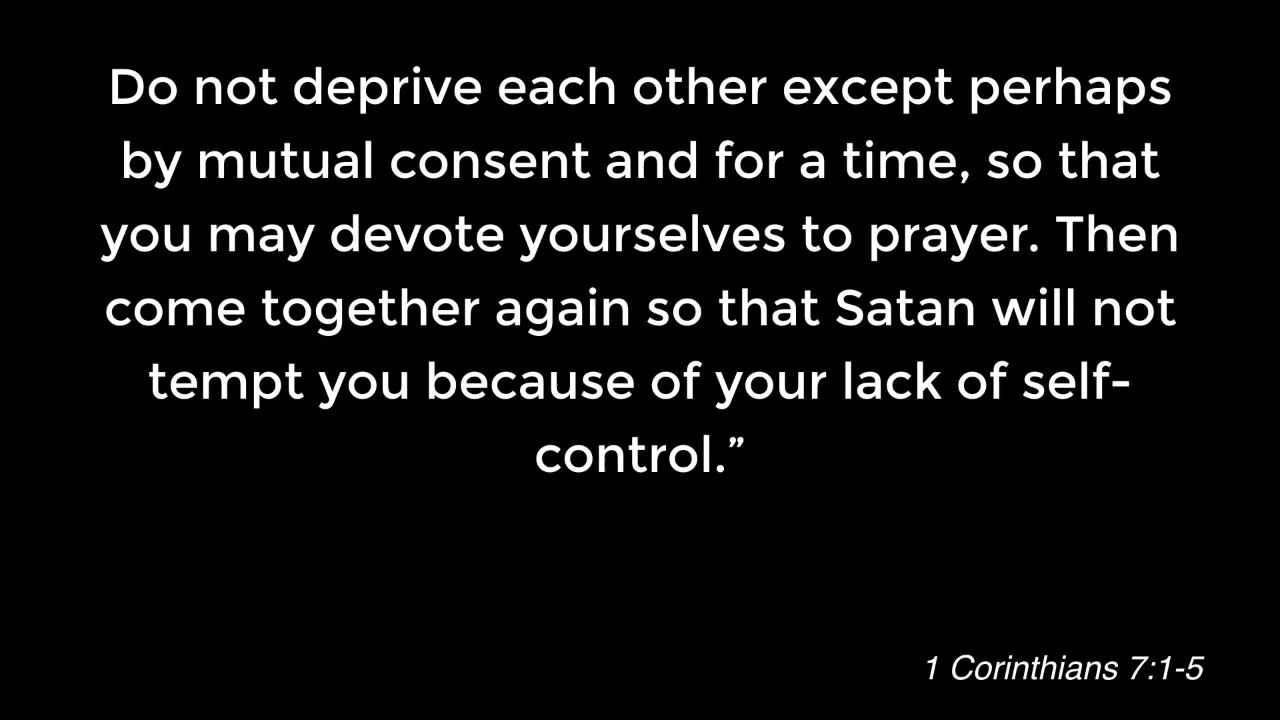 Do not deprive each other except perhaps
by mutual consent and for a time, so that
you may devote yourselves to prayer. Then
come together again so that Satan will not
tempt you because of your lack of self-
control.”
1 Corinthians 7:1-5